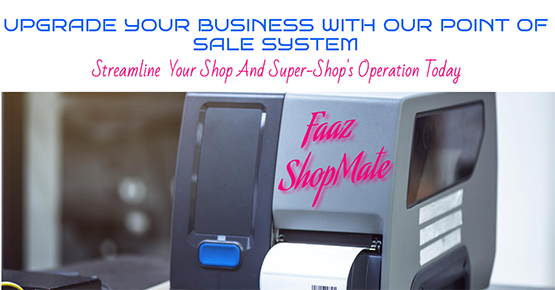 UPGRADE YOUR BUSINESS WITH OUR POINT OF
SALE SYSTEM
Streamline Your Shop And Super-Shop's Operation Today
Faaz
ShopMate